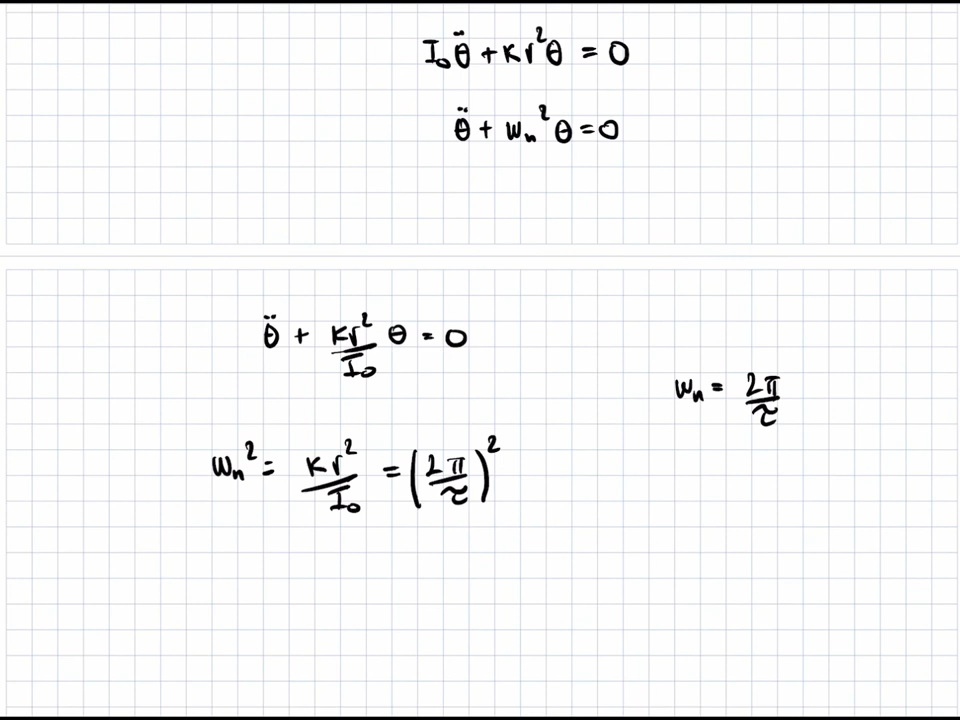 I₀θ̈ + Kr²θ = 0
θ̈ + wₙ²θ = 0
θ̈ + Kr²/I₀ θ = 0
wₙ = 2π/τ
wₙ² = Kr²/I₀ = (2π/τ)²